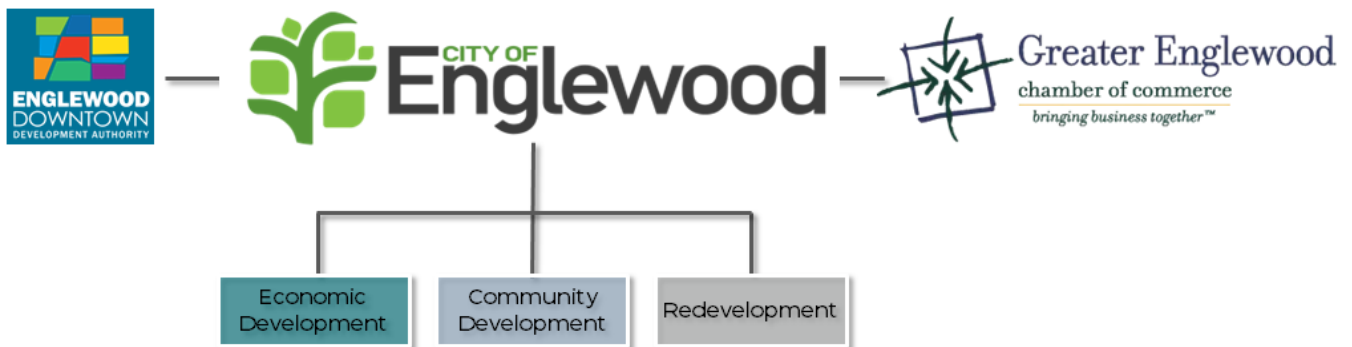 ENGLEWOOD
DOWNTOWN
DEVELOPMENT AUTHORITY
CITY OF
Englewood
Greater Englewood
chamber of commerce
bringing business together™
Economic
Development
Community
Development
Redevelopment